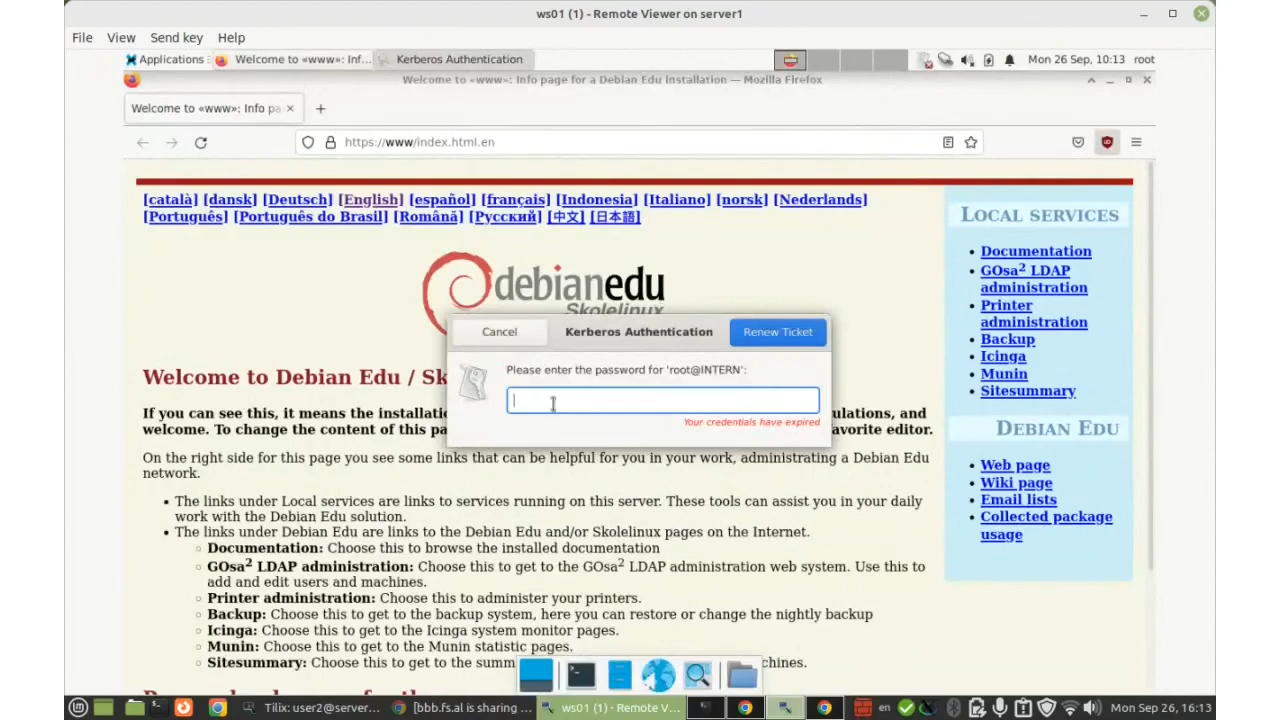 ws01 (1) - Remote Viewer on server1
File View Send key Help
Applications Welcome to «www»: Inf... Kerberos Authentication Mon 26 Sep, 10:13 root
Welcome to «www»: Info page for a Debian Edu installation — Mozilla Firefox
Welcome to «www»: Info pa
https://www/index.html.en
[català] [dansk] [Deutsch] [English] [español] [français] [Indonesia] [Italiano] [norsk] [Nederlands]
[Português] [Português do Brasil] [Română] [Русский] [中文] [日本語]
debianedu
Skolelinux
Kerberos Authentication
Cancel
Renew Ticket
Please enter the password for 'root@INTERN':
Your credentials have expired
Welcome to Debian Edu / Sk
If you can see this, it means the installatio ulations, and
welcome. To change the content of this pa avorite editor.
On the right side for this page you see some links that can be helpful for you in your work, administrating a Debian Edu
network.
• The links under Local services are links to services running on this server. These tools can assist you in your daily
work with the Debian Edu solution.
• The links under Debian Edu are links to the Debian Edu and/or Skolelinux pages on the Internet.
◦ Documentation: Choose this to browse the installed documentation
◦ GOsa² LDAP administration: Choose this to get to the GOsa² LDAP administration web system. Use this to
add and edit users and machines.
◦ Printer administration: Choose this to administer your printers.
◦ Backup: Choose this to get to the backup system, here you can restore or change the nightly backup
◦ Icinga: Choose this to get to the Icinga system monitor pages.
◦ Munin: Choose this to get to the Munin statistic pages.
◦ Sitesummary: Choose this to get to the summ chines.
LOCAL SERVICES
• Documentation
• GOsa² LDAP
administration
• Printer
administration
• Backup
• Icinga
• Munin
• Sitesummary
DEBIAN EDU
• Web page
• Wiki page
• Email lists
• Collected package
usage
Tilix: user2@server... [bbb.fs.al is sharing ... ws01 (1) - Remote V... en Mon Sep 26, 16:13